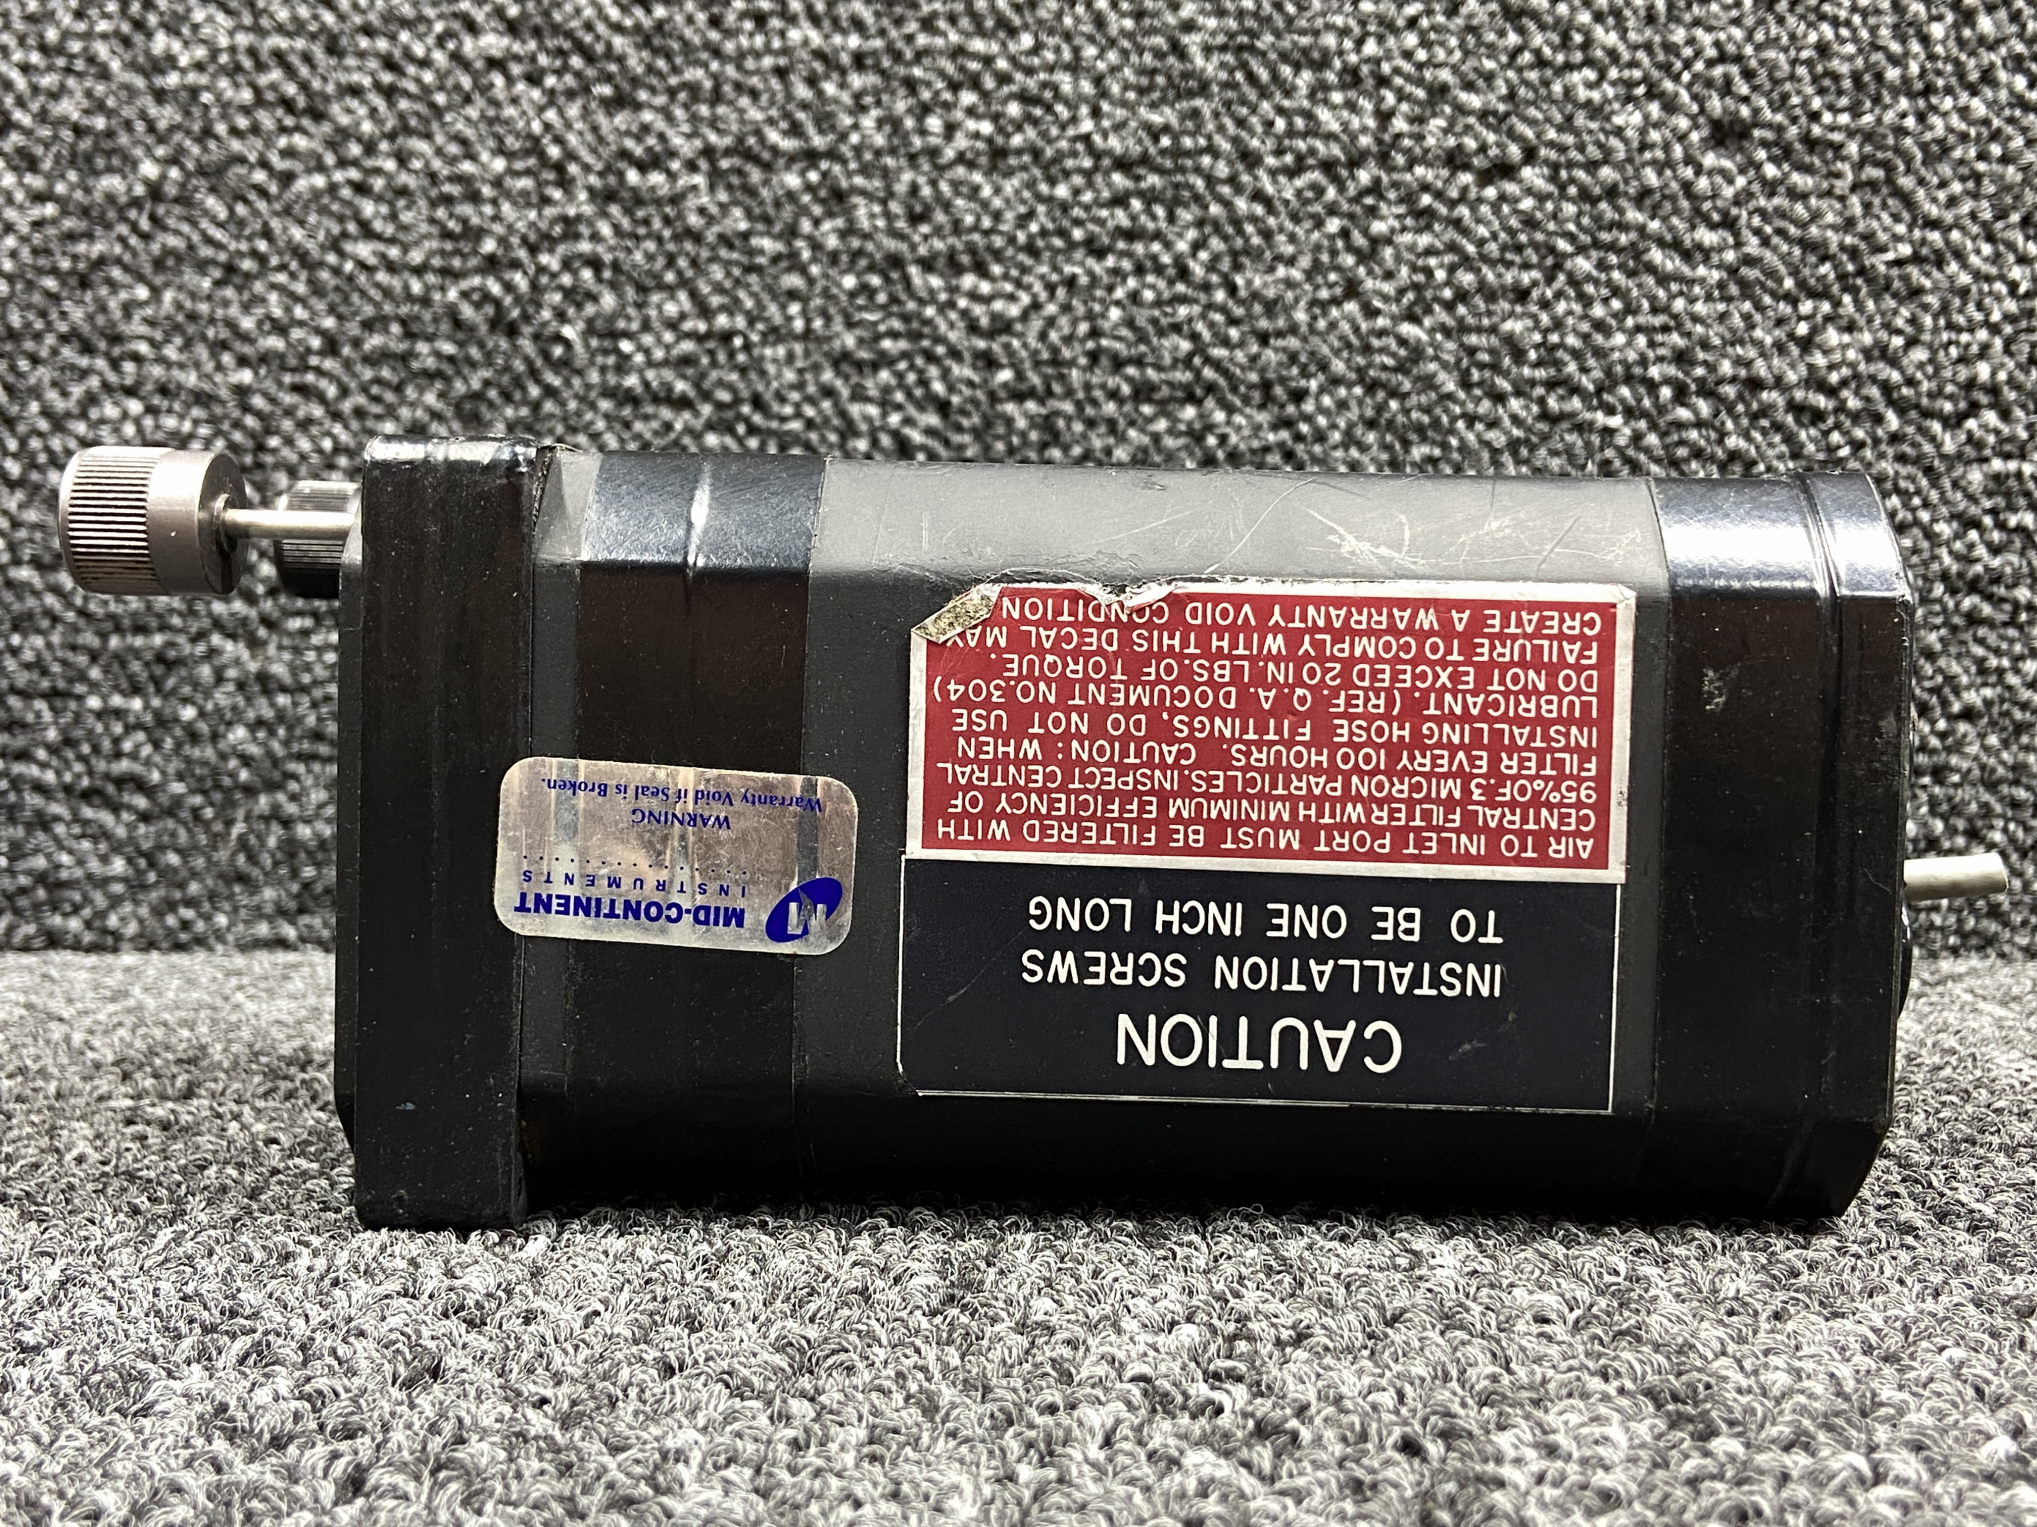 CAUTION
INSTALLATION SCREWS
TO BE ONE INCH LONG
AIR TO INLET PORT MUST BE FILTERED WITH
CENTRAL FILTER WITH MINIMUM EFFICIENCY OF
95% OF .3 MICRON PARTICLES. INSPECT CENTRAL
FILTER EVERY 100 HOURS. CAUTION: WHEN
INSTALLING HOSE FITTINGS, DO NOT USE
LUBRICANT. (REF. Q.A. DOCUMENT NO. 304)
DO NOT EXCEED 20 IN. LBS. OF TORQUE.
FAILURE TO COMPLY WITH THIS DECAL MAY
CREATE A WARRANTY VOID CONDITION
MID-CONTINENT
INSTRUMENTS
WARNING
Warranty Void if Seal is Broken.